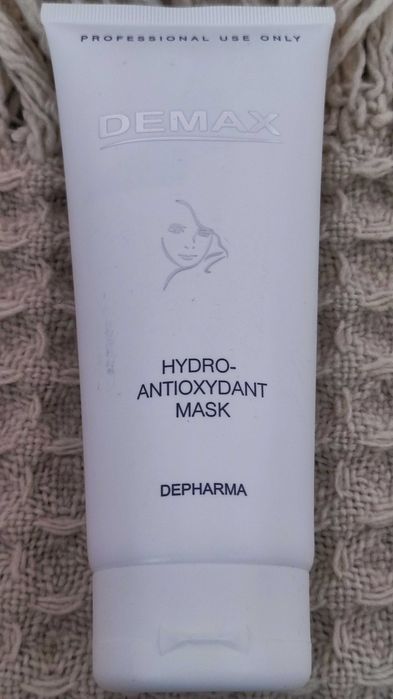 PROFESSIONAL USE ONLY
DEMAX
HYDRO-
ANTIOXYDANT
MASK
DEPHARMA